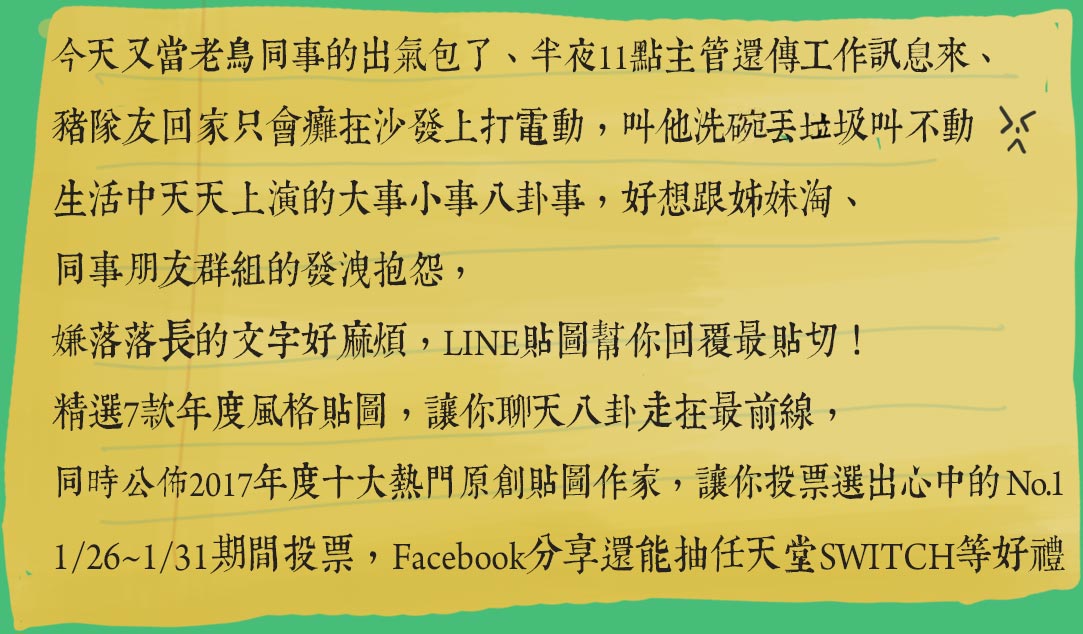 今天又當老鳥同事的出氣包了、半夜11點主管還傳工作訊息來、
豬隊友回家只會癱在沙發上打電動，叫他洗碗丟垃圾叫不動
生活中天天上演的大事小事八卦事，好想跟姊妹淘、
同事朋友群組的發洩抱怨，
嫌落落長的文字好麻煩，LINE貼圖幫你回覆最貼切！
精選7款年度風格貼圖，讓你聊天八卦走在最前線，
同時公佈2017年度十大熱門原創貼圖作家，讓你投票選出心中的 No.1
1/26~1/31期間投票，Facebook分享還能抽任天堂SWITCH等好禮